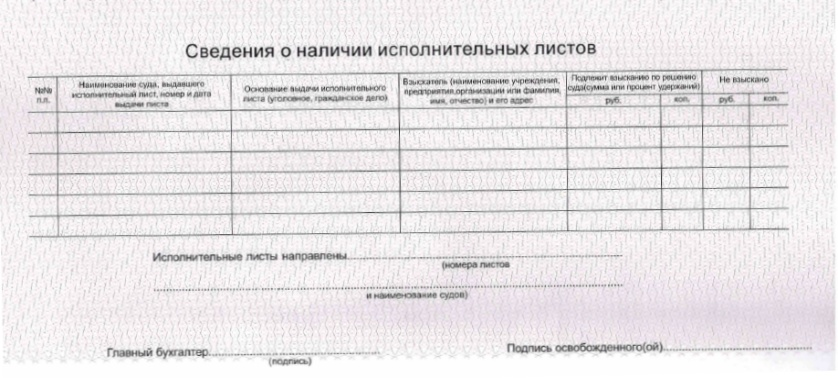 Сведения о наличии исполнительных листов
№№ п.п.
Наименование суда, выдавшего
исполнительный лист, номер и дата
выдачи листа
Основание выдачи исполнительного
листа (уголовное, гражданское дело)
Взыскатель (наименование учреждения,
предприятия,организации или фамилия,
имя, отчество) и его адрес
Подлежит взысканию по решению
суда(сумма или процент удержаний)
руб.
коп.
Не взыскано
руб.
коп.
Исполнительные листы направлены
(номера листов
и наименование судов)
Главный бухгалтер
(подпись)
Подпись освобожденного(ой)